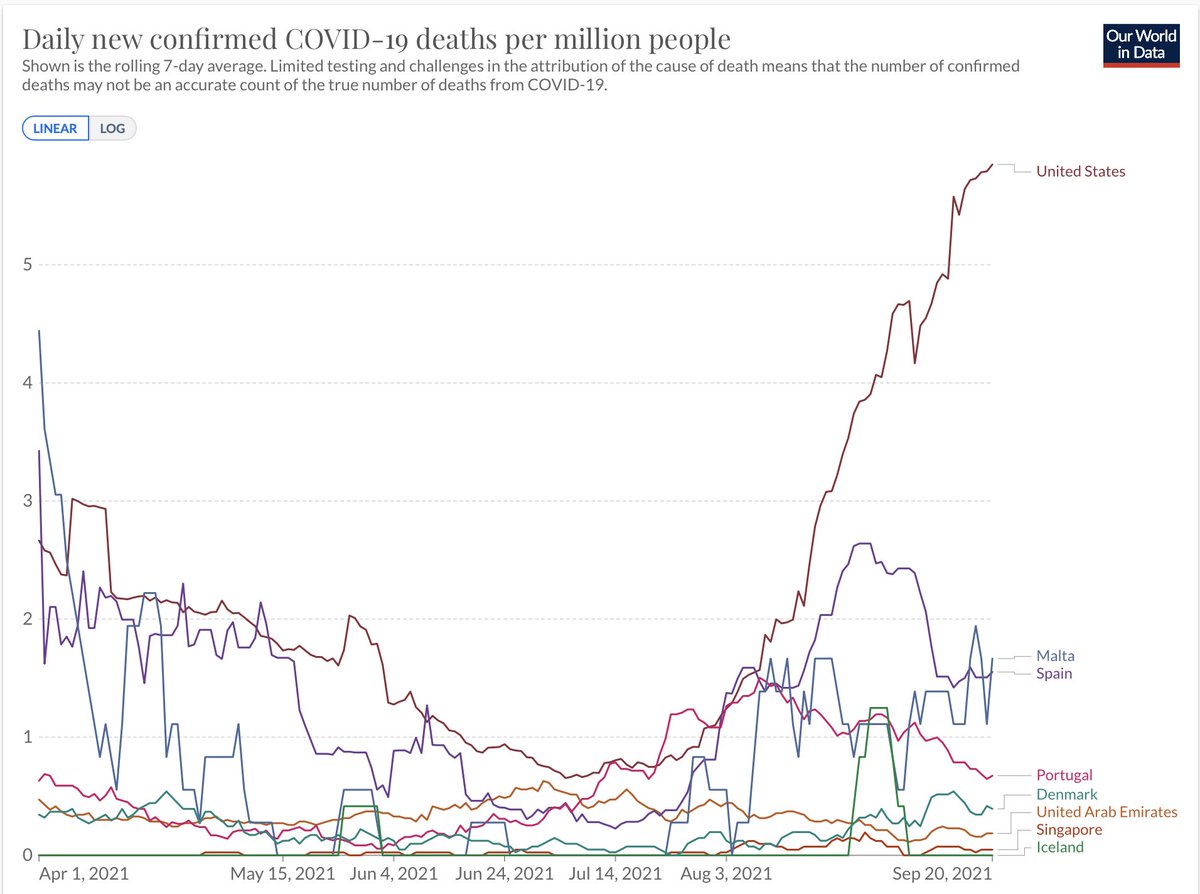 Daily new confirmed COVID-19 deaths per million people
Shown is the rolling 7-day average. Limited testing and challenges in the attribution of the cause of death means that the number of confirmed
deaths may not be an accurate count of the true number of deaths from COVID-19.
Our World
in Data
LINEAR LOG
United States
5
4
3
2
Malta
Spain
1
Portugal
Denmark
United Arab Emirates
Singapore
Iceland
0
Apr 1, 2021 May 15, 2021 Jun 4, 2021 Jun 24, 2021 Jul 14, 2021 Aug 3, 2021 Sep 20, 2021